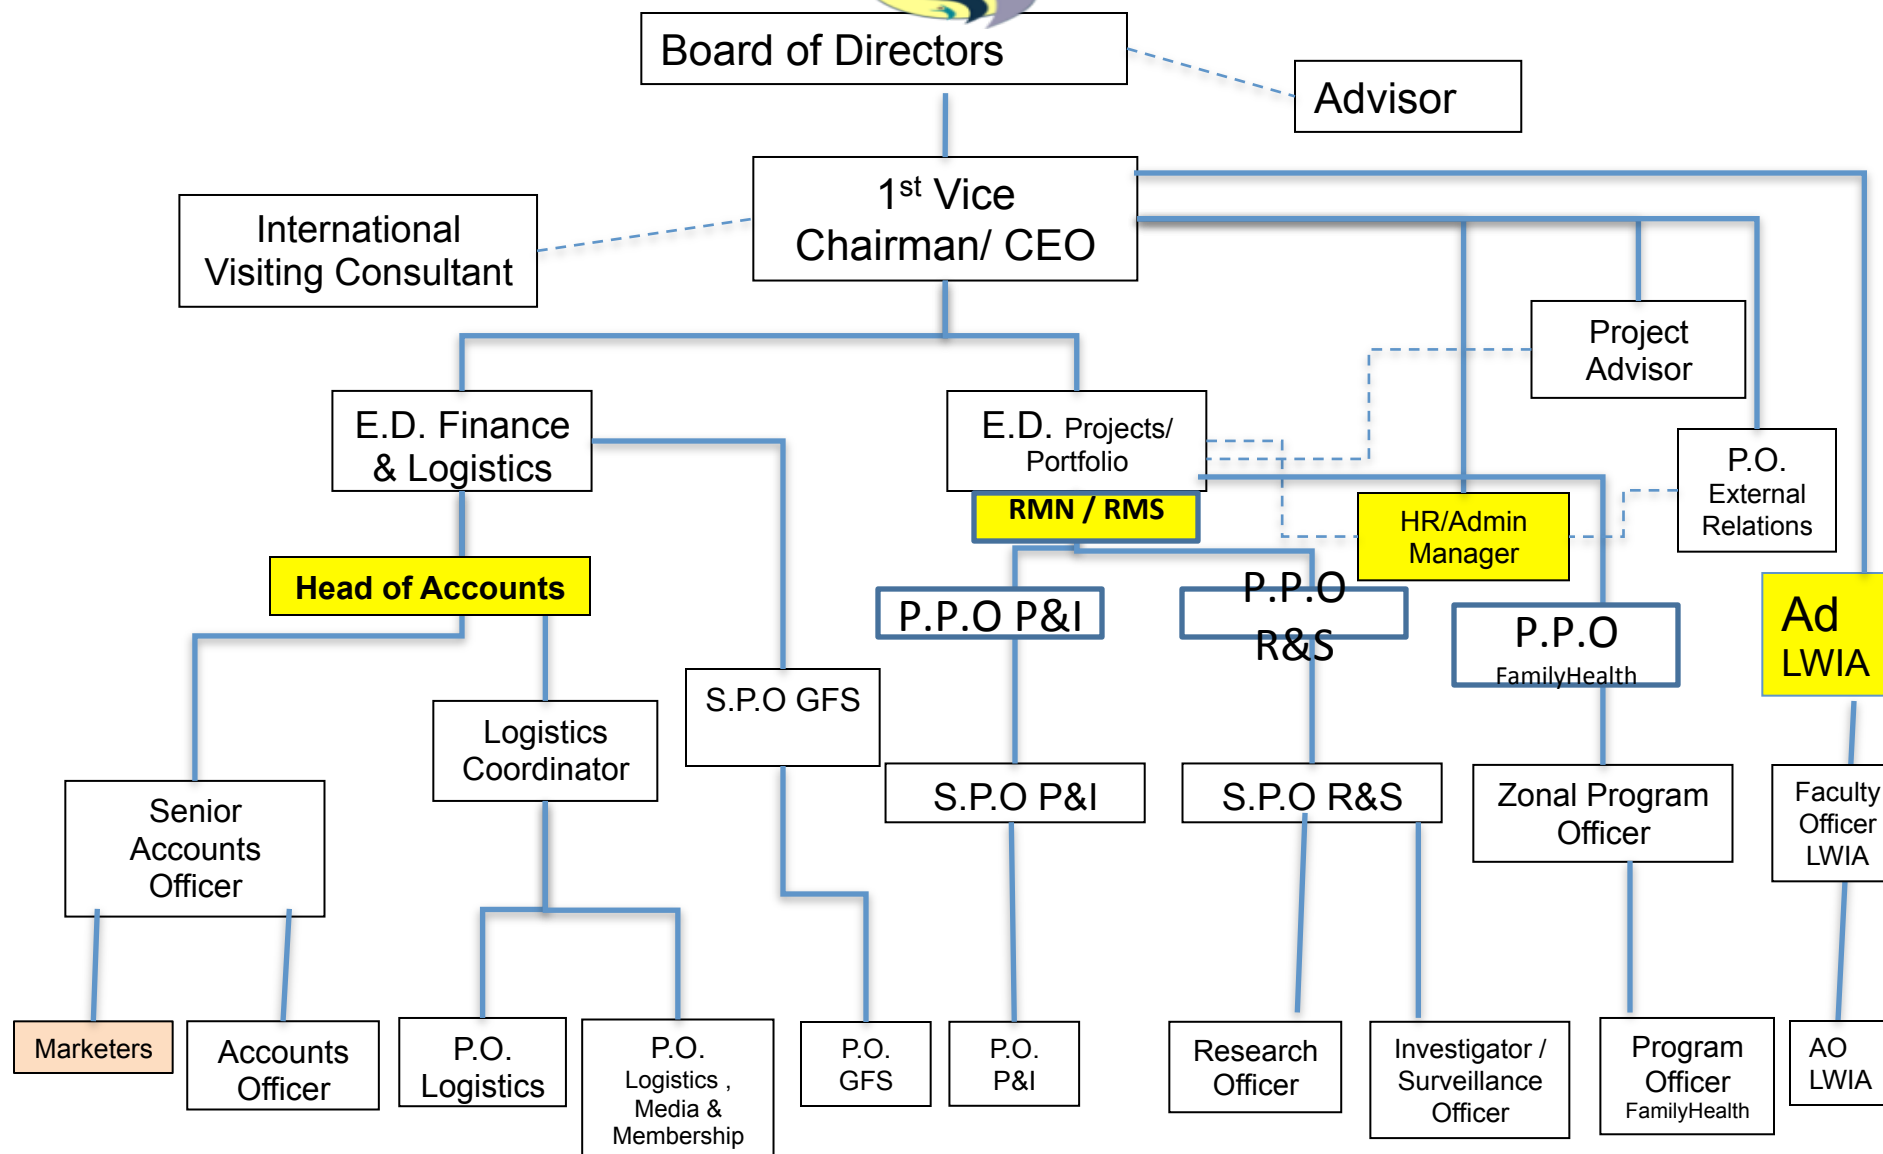 Board of Directors
Advisor
1st Vice
Chairman/ CEO
International
Visiting Consultant
Project
Advisor
E.D. Finance
& Logistics
E.D. Projects/
Portfolio
P.O.
External
Relations
RMN / RMS
HR/Admin
Manager
Head of Accounts
P.P.O P&I
P.P.O
R&S
P.P.O
FamilyHealth
Ad
LWIA
S.P.O GFS
Logistics
Coordinator
Senior
Accounts
Officer
S.P.O P&I
S.P.O R&S
Zonal Program
Officer
Faculty
Officer
LWIA
Marketers
Accounts
Officer
P.O.
Logistics
P.O.
Logistics ,
Media &
Membership
P.O.
GFS
P.O.
P&I
Research
Officer
Investigator /
Surveillance
Officer
Program
Officer
FamilyHealth
AO
LWIA